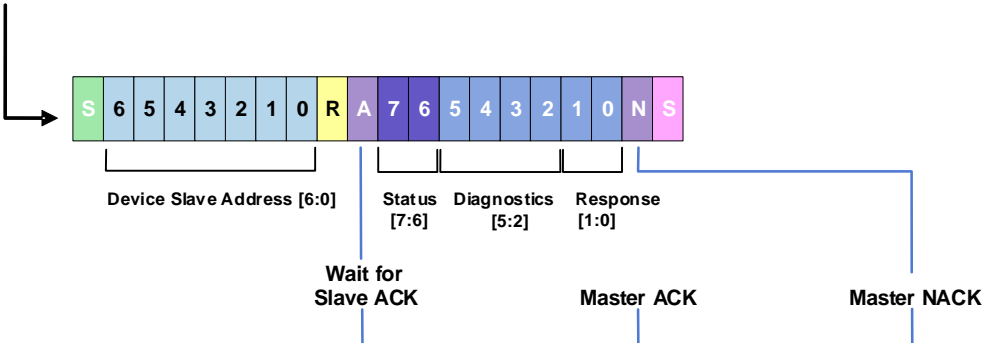 S 6 5 4 3 2 1 0 R A 7 6 5 4 3 2 1 0 N S
Device Slave Address [6:0]
Status
[7:6]
Diagnostics
[5:2]
Response
[1:0]
Wait for
Slave ACK
Master ACK
Master NACK